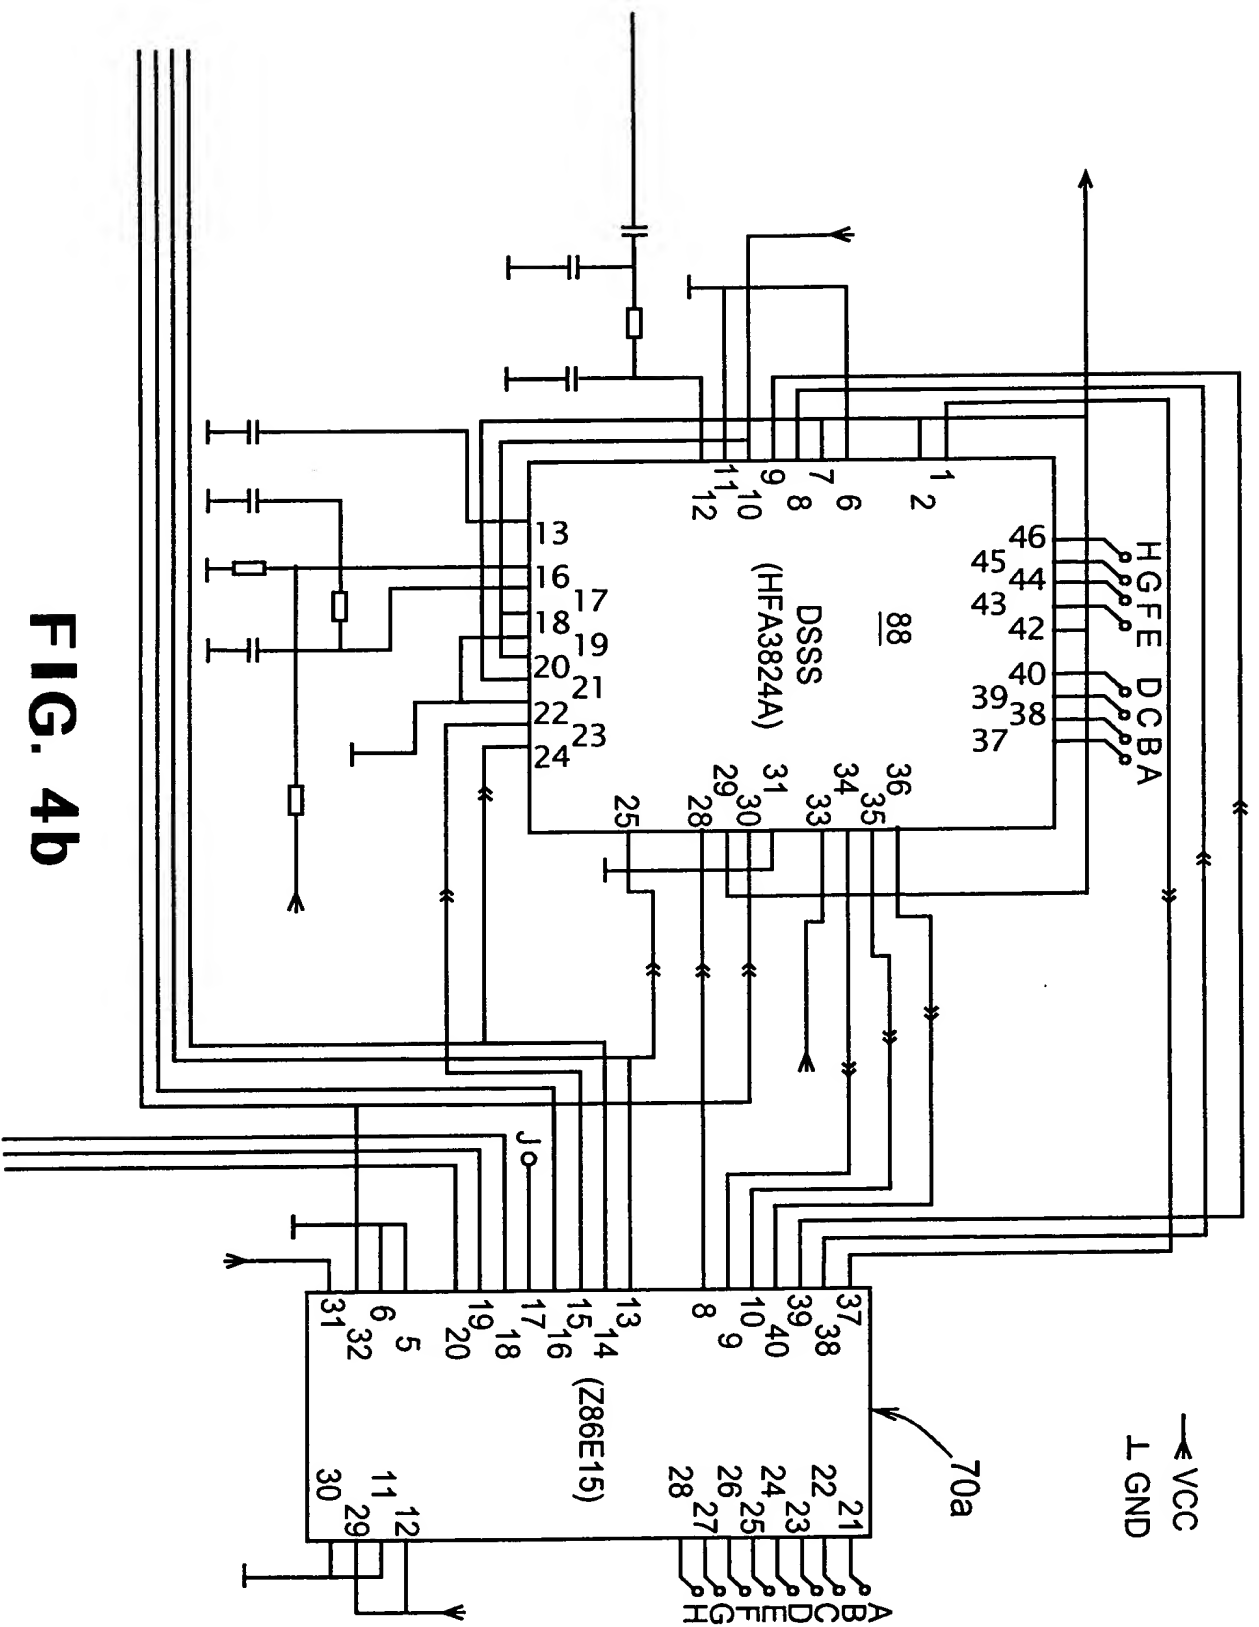 VCC
GND
70a
H G F E D C B A
46 45 44 43 42 40 39 38 37
1 2 6 7 8 9 10 11 12
36 35 34 33 31 30 29 28 25
88
DSSS
(HFA3824A)
13 16 17 18 19 20 21 22 23 24
J
37 38 39 40 10 9 8 13 14 15 16 17 18 19 20 5 6 32 31
(Z86E15)
21 22 23 24 25 26 27 28 12 11 29 30
A B C D E F G H
FIG. 4b